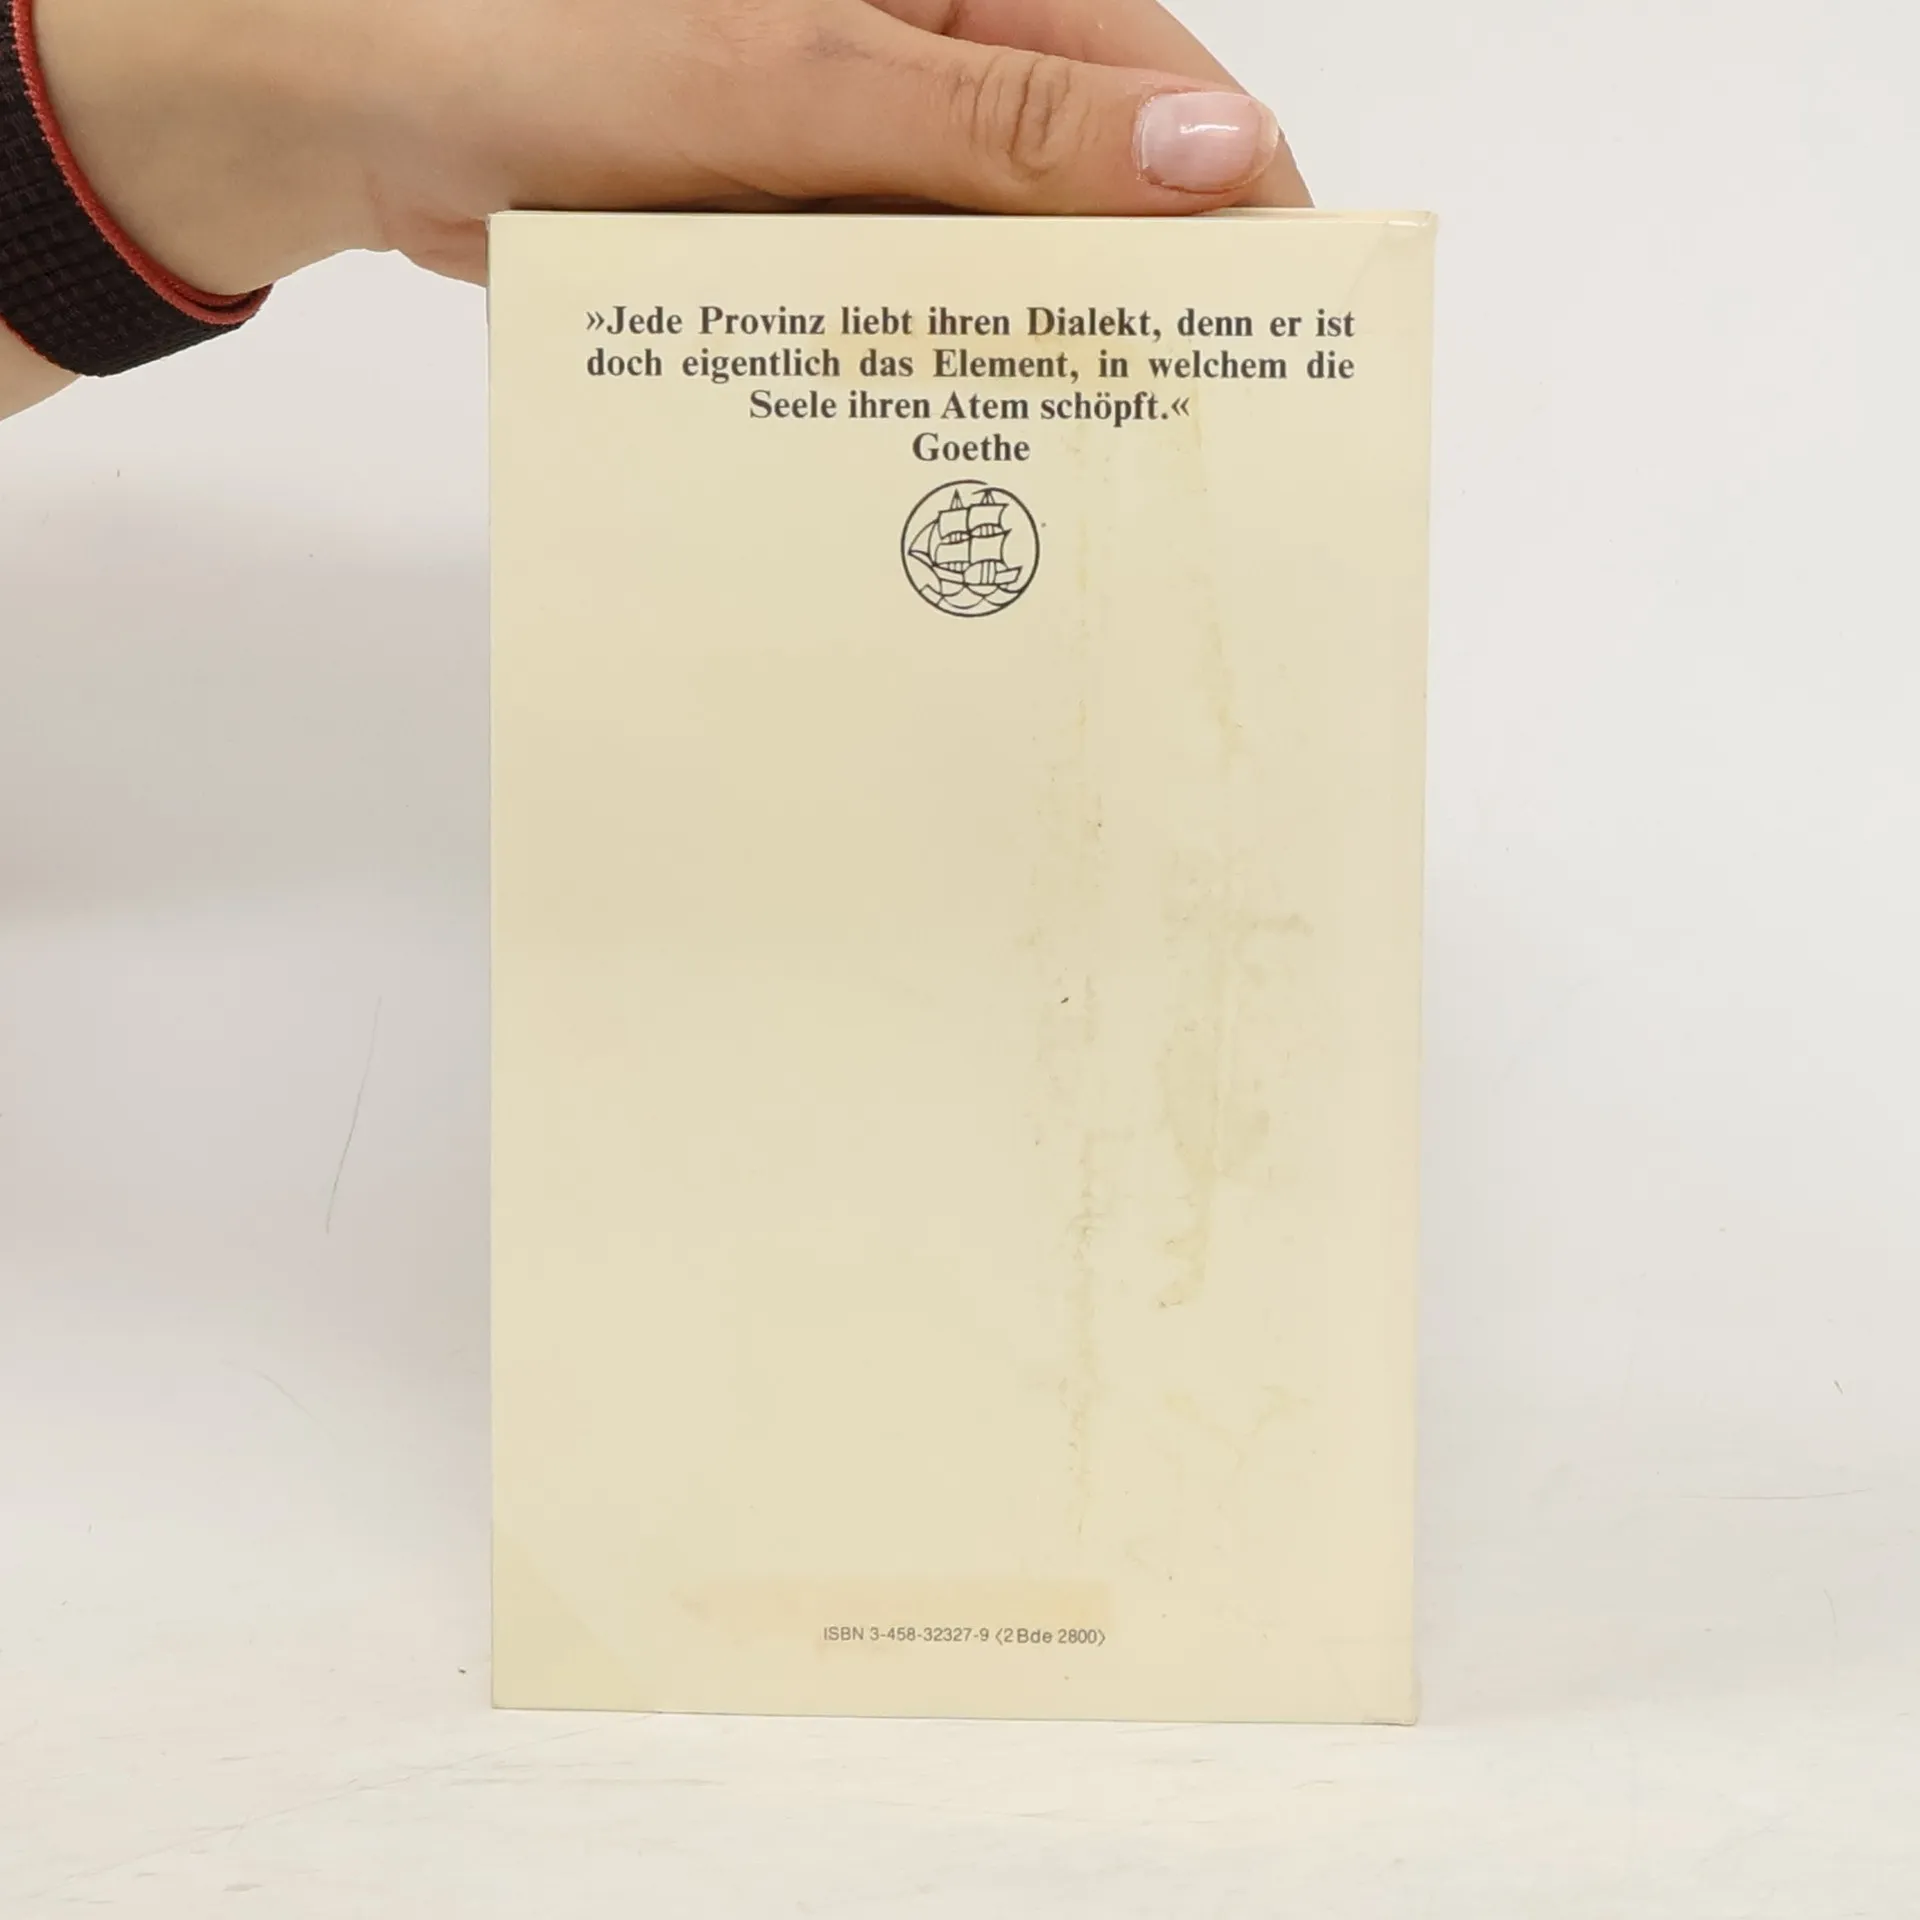 »Jede Provinz liebt ihren Dialekt, denn er ist
doch eigentlich das Element, in welchem die
Seele ihren Atem schöpft.«
Goethe
ISBN 3-458-32327-9 〈2 Bde 2800〉